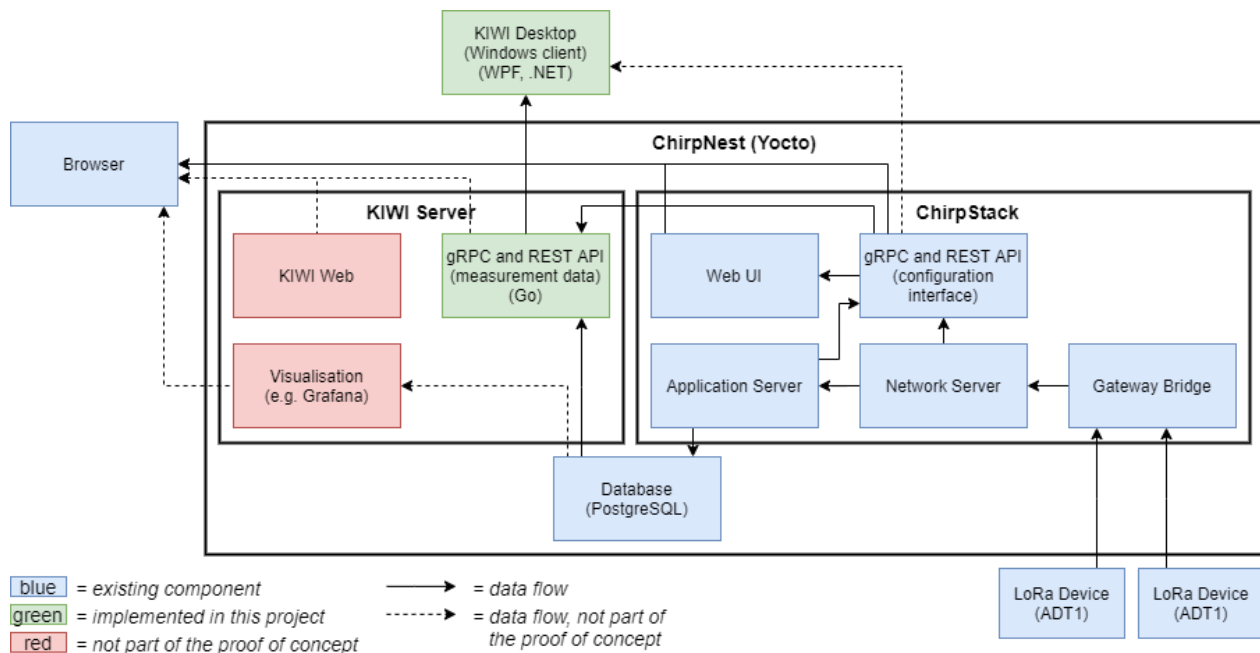 KIWI Desktop
(Windows client)
(WPF, .NET)
Browser
ChirpNest (Yocto)
KIWI Server
ChirpStack
KIWI Web
gRPC and REST API
(measurement data)
(Go)
Web UI
gRPC and REST API
(configuration
interface)
Visualisation
(e.g. Grafana)
Application Server
Network Server
Gateway Bridge
Database
(PostgreSQL)
LoRa Device
(ADT1)
LoRa Device
(ADT1)
blue = existing component
green = implemented in this project
red = not part of the proof of concept
= data flow
= data flow, not part of
the proof of concept